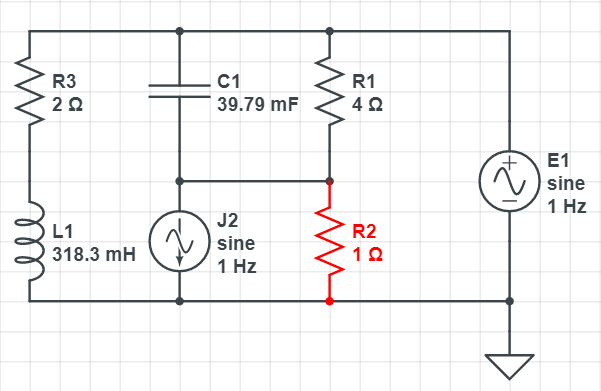 R3
2 Ω
C1
39.79 mF
R1
4 Ω
E1
sine
1 Hz
L1
318.3 mH
J2
sine
1 Hz
R2
1 Ω